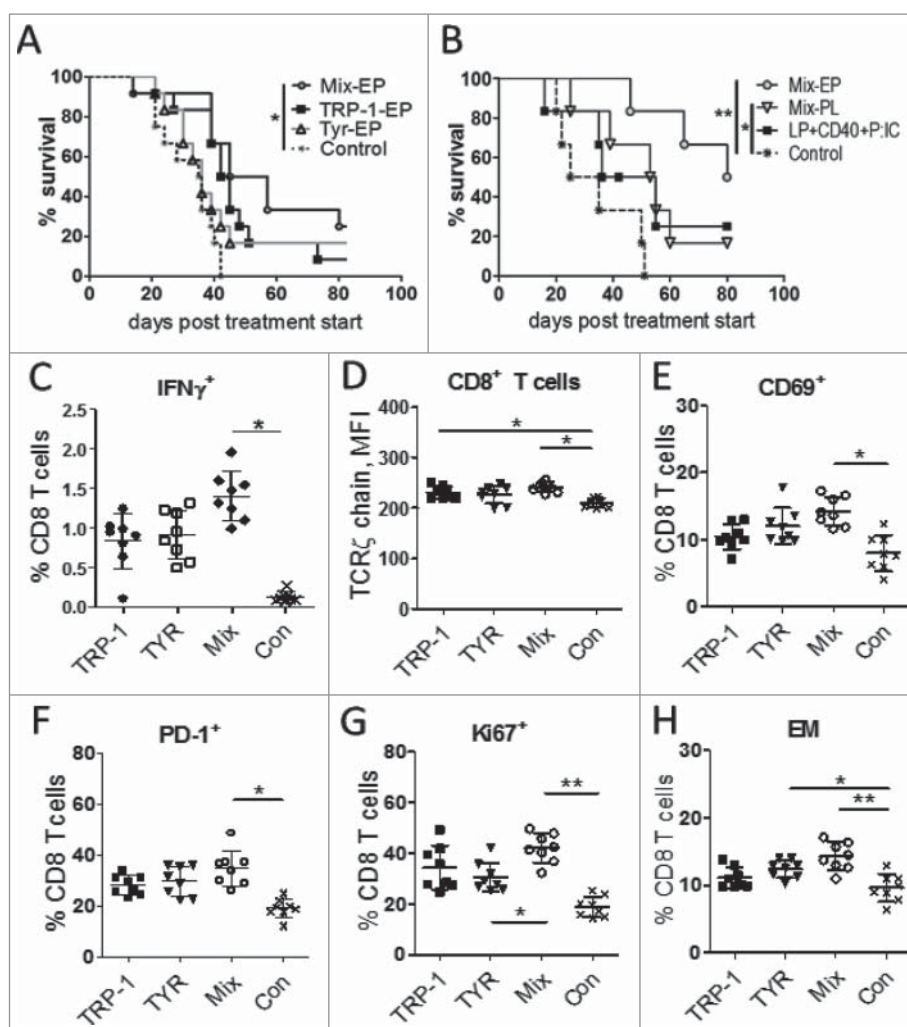 A
100
80
60
40
20
0
% survival
0 20 40 60 80 100
days post treatment start
Mix-EP
TRP-1-EP
Tyr-EP
Control
*
B
100
80
60
40
20
0
% survival
0 20 40 60 80 100
days post treatment start
Mix-EP
Mix-PL
LP+CD40+P:IC
Control
**
*
C
IFNγ+
2.5
2.0
1.5
1.0
0.5
0.0
% CD8 T cells
*
TRP-1 TYR Mix Con
D
CD8+ T cells
400
300
200
100
0
TCRζ chain, MFI
*
*
TRP-1 TYR Mix Con
E
CD69+
30
20
10
0
% CD8 T cells
*
TRP-1 TYR Mix Con
F
PD-1+
80
60
40
20
0
% CD8 T cells
*
TRP-1 TYR Mix Con
G
Ki67+
80
60
40
20
0
% CD8 T cells
**
*
TRP-1 TYR Mix Con
H
EM
30
20
10
0
% CD8 T cells
*
**
TRP-1 TYR Mix Con